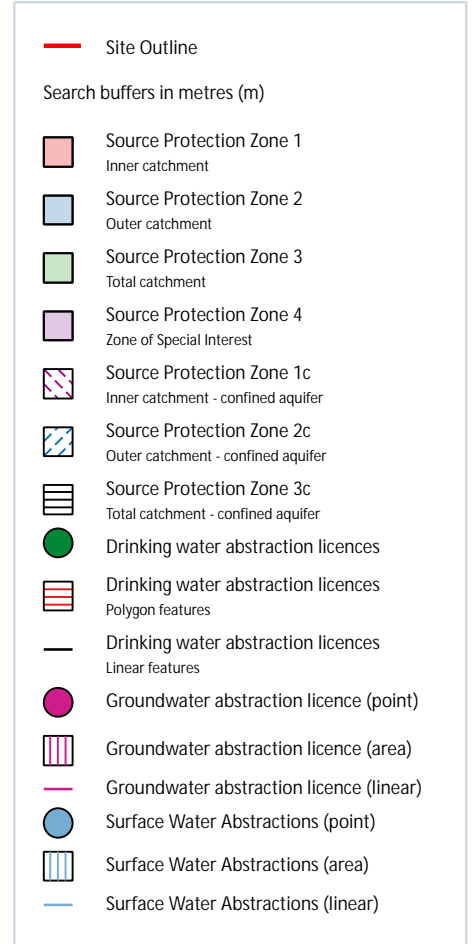 Site Outline
Search buffers in metres (m)
Source Protection Zone 1
Inner catchment
Source Protection Zone 2
Outer catchment
Source Protection Zone 3
Total catchment
Source Protection Zone 4
Zone of Special Interest
Source Protection Zone 1c
Inner catchment - confined aquifer
Source Protection Zone 2c
Outer catchment - confined aquifer
Source Protection Zone 3c
Total catchment - confined aquifer
Drinking water abstraction licences
Drinking water abstraction licences
Polygon features
Drinking water abstraction licences
Linear features
Groundwater abstraction licence (point)
Groundwater abstraction licence (area)
Groundwater abstraction licence (linear)
Surface Water Abstractions (point)
Surface Water Abstractions (area)
Surface Water Abstractions (linear)